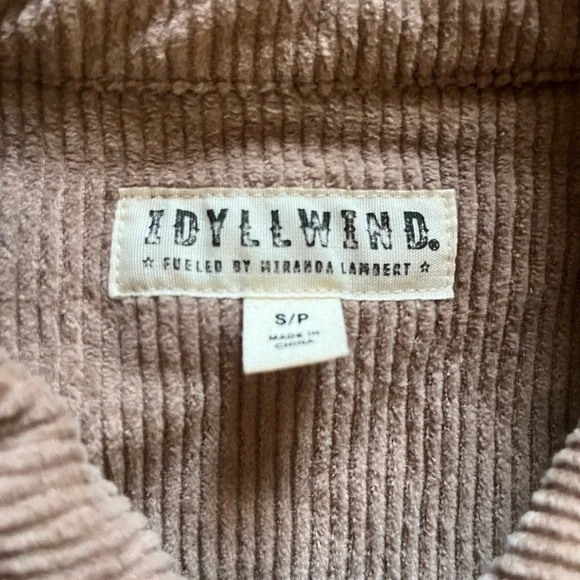 IDYLLWIND®
☆ FUELED BY MIRANDA LAMBERT ☆
S/P
MADE IN
CHINA